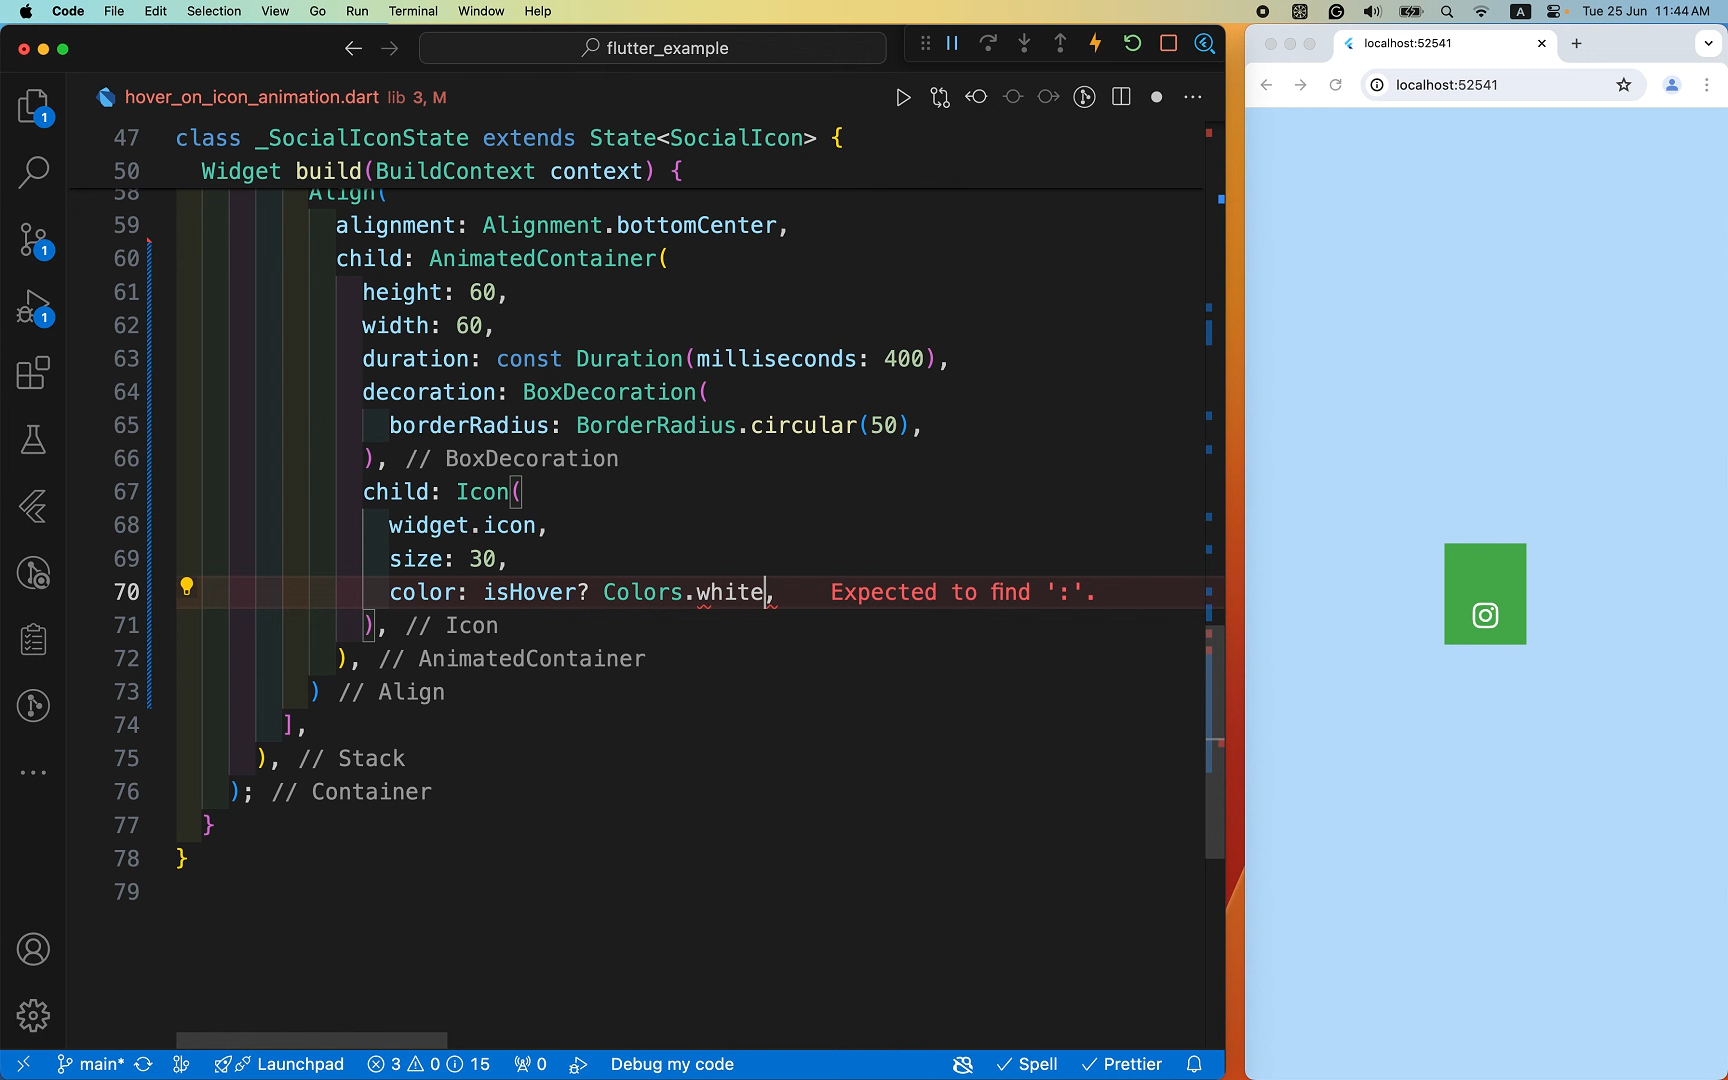 Code File Edit Selection View Go Run Terminal Window Help
A Tue 25 Jun 11:44 AM
flutter_example
localhost:52541
localhost:52541
hover_on_icon_animation.dart lib 3, M
1
1
1
47 class _SocialIconState extends State<SocialIcon> {
50 Widget build(BuildContext context) {
58 Align(
59 alignment: Alignment.bottomCenter,
60 child: AnimatedContainer(
61 height: 60,
62 width: 60,
63 duration: const Duration(milliseconds: 400),
64 decoration: BoxDecoration(
65 borderRadius: BorderRadius.circular(50),
66 ), // BoxDecoration
67 child: Icon(
68 widget.icon,
69 size: 30,
70 color: isHover? Colors.white, Expected to find ':'.
71 ), // Icon
72 ), // AnimatedContainer
73 ) // Align
74 ],
75 ), // Stack
76 ); // Container
77 }
78 }
79
main* Launchpad 3 0 15 0 Debug my code Spell Prettier